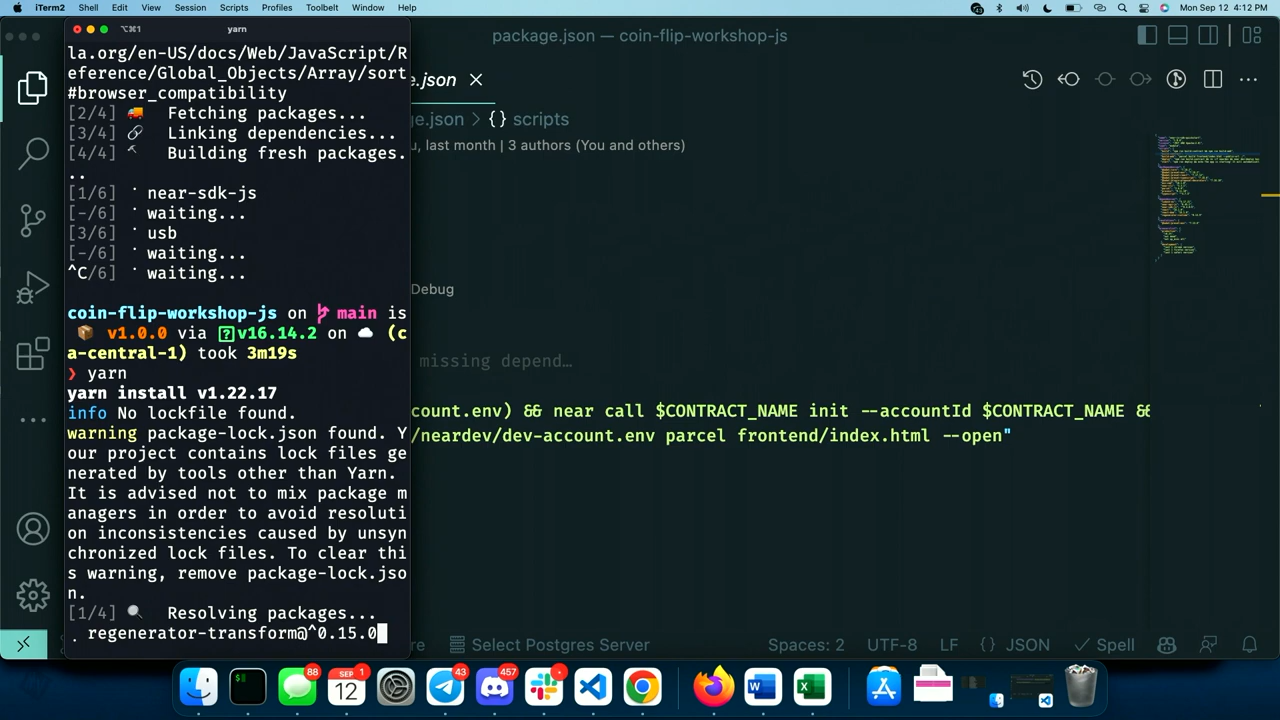 iTerm2 Shell Edit View Session Scripts Profiles Toolbelt Window Help Mon Sep 12 4:12 PM
⌥⌘1 yarn
package.json — coin-flip-workshop-js
la.org/en-US/docs/Web/JavaScript/R
eference/Global_Objects/Array/sort
#browser_compatibility
[2/4] 🚚 Fetching packages...
[3/4] 🔗 Linking dependencies...
[4/4] 🔨 Building fresh packages.
..
[1/6] ⠁ near-sdk-js
[-/6] ⠁ waiting...
[3/6] ⠁ usb
[-/6] ⠁ waiting...
^C/6] ⠁ waiting...
coin-flip-workshop-js on main is
📦 v1.0.0 via v16.14.2 on ☁️ (c
a-central-1) took 3m19s
❯ yarn
yarn install v1.22.17
info No lockfile found.
warning package-lock.json found. Y
our project contains lock files ge
nerated by tools other than Yarn.
It is advised not to mix package m
anagers in order to avoid resoluti
on inconsistencies caused by unsyn
chronized lock files. To clear thi
s warning, remove package-lock.jso
n.
[1/4] 🔍 Resolving packages...
. regenerator-transform@^0.15.0
e.json
ge.json > {} scripts
u, last month | 3 authors (You and others)
Debug
missing depend…
count.env) && near call $CONTRACT_NAME init --accountId $CONTRACT_NAME &&
/neardev/dev-account.env parcel frontend/index.html --open"
re Select Postgres Server Spaces: 2 UTF-8 LF {} JSON Spell
88 SEP 12 1 43 457